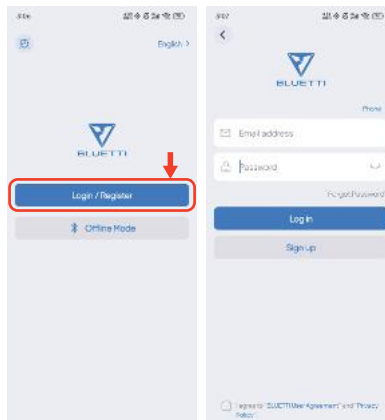 English >
BLUETTI
Login / Register
Offline Mode
BLUETTI
Phone
Email address
Password
Forgot Password
Log in
Sign up
I agree to "BLUETTI User Agreement" and "Privacy
Policy"